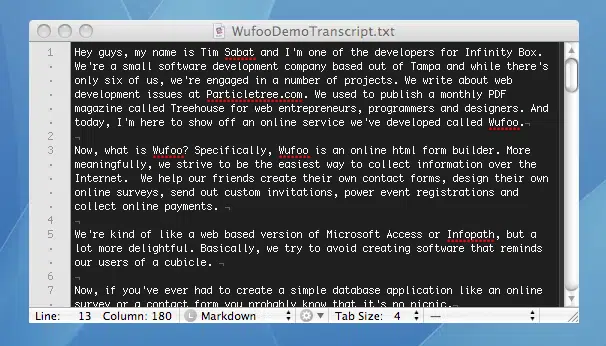 WufooDemoTranscript.txt
1 Hey guys, my name is Tim Sabat and I'm one of the developers for Infinity Box.
We're a small software development company based out of Tampa and while there's
only six of us, we're engaged in a number of projects. We write about web
development issues at Particletree.com. We used to publish a monthly PDF
magazine called Treehouse for web entrepreneurs, programmers and designers. And
today, I'm here to show off an online service we've developed called Wufoo.¬
2 ¬
3 Now, what is Wufoo? Specifically, Wufoo is an online html form builder. More
meaningfully, we strive to be the easiest way to collect information over the
Internet.  We help our friends create their own contact forms, design their own
online surveys, send out custom invitations, power event registrations and
collect online payments. ¬
4 ¬
5 We're kind of like a web based version of Microsoft Access or Infopath, but a
lot more delightful. Basically, we try to avoid creating software that reminds
our users of a cubicle. ¬
6 ¬
7 Now, if you've ever had to create a simple database application like an online
survey or a contact form you probably know that it's no picnic.
Line: 13 Column: 180 L Markdown Tab Size: 4 —